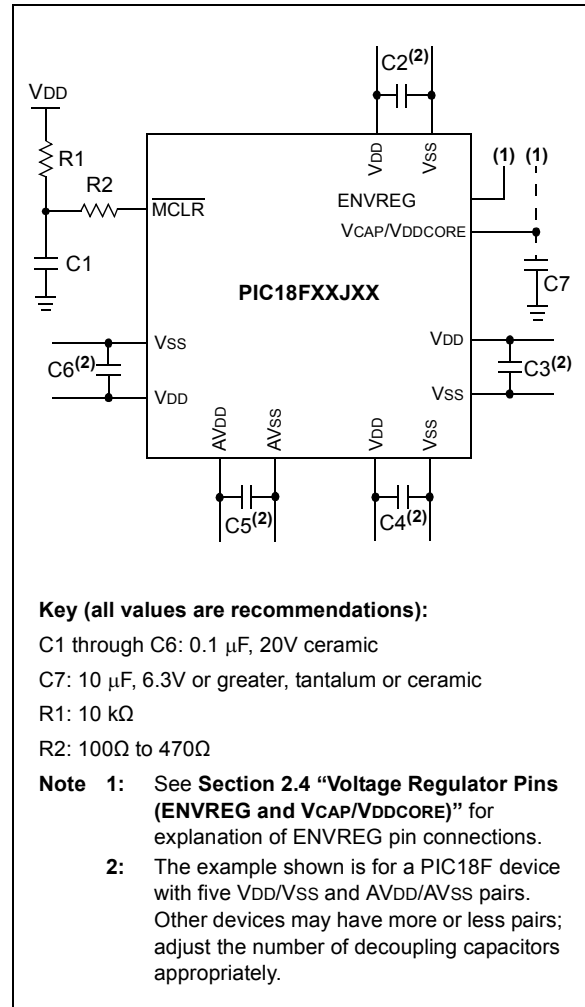 C2(2)
VDD
R1
R2
C1
VDD
VSS
(1) (1)
MCLR
ENVREG
VCAP/VDDCORE
C7
PIC18FXXJXX
VSS
VDD
C6(2)
C3(2)
VDD
VSS
AVDD
AVSS
VDD
VSS
C5(2)
C4(2)
Key (all values are recommendations):
C1 through C6: 0.1 μF, 20V ceramic
C7: 10 μF, 6.3V or greater, tantalum or ceramic
R1: 10 kΩ
R2: 100Ω to 470Ω
Note 1: See Section 2.4 “Voltage Regulator Pins
(ENVREG and VCAP/VDDCORE)” for
explanation of ENVREG pin connections.
2: The example shown is for a PIC18F device
with five VDD/VSS and AVDD/AVSS pairs.
Other devices may have more or less pairs;
adjust the number of decoupling capacitors
appropriately.